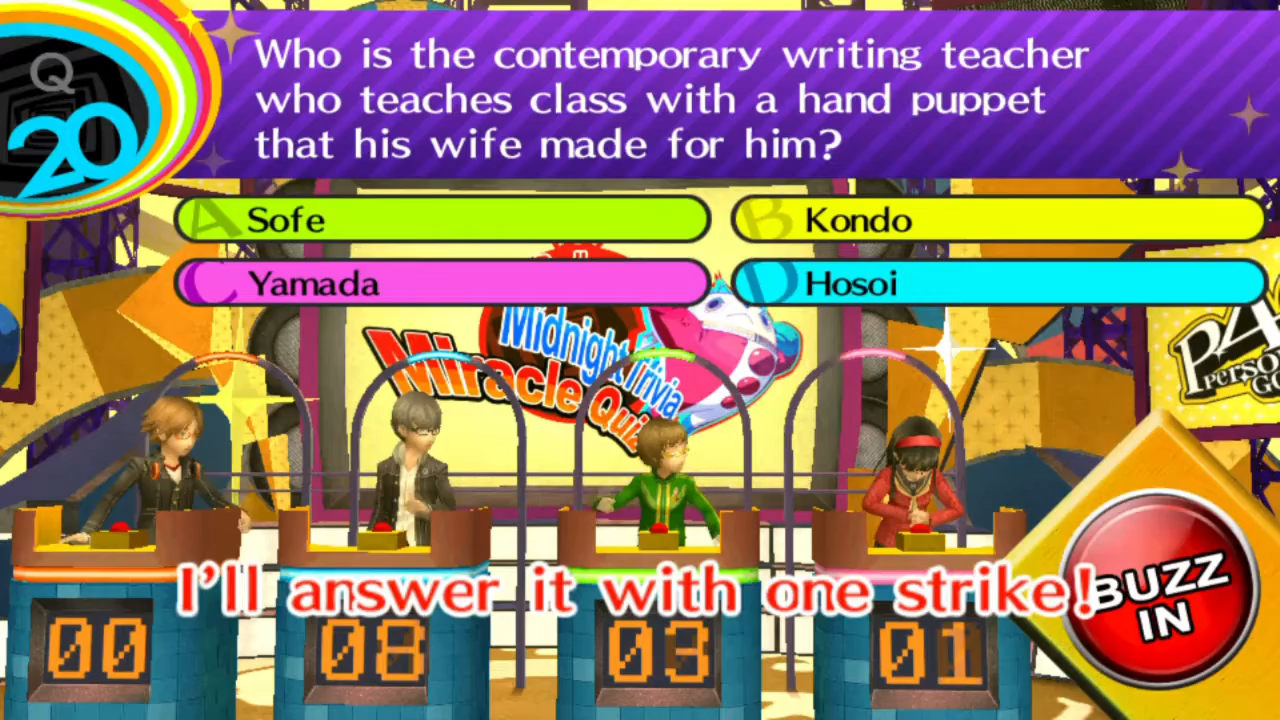 Q
20
Who is the contemporary writing teacher
who teaches class with a hand puppet
that his wife made for him?
A Sofe
B Kondo
C Yamada
D Hosoi
Midnight Trivia
Miracle Quiz
P4
PERSO
GO
I'll answer it with one strike!
BUZZ
IN
00
08
03
01